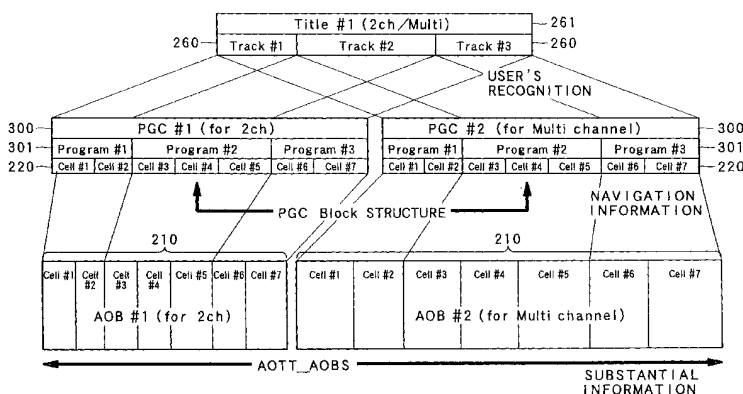 Title #1 (2ch/Multi)
261
260
Track #1
Track #2
Track #3
260
USER'S
RECOGNITION
300
PGC #1 (for 2ch)
PGC #2 (for Multi channel)
300
301
Program #1
Program #2
Program #3
Program #1
Program #2
Program #3
301
220
Cell #1
Cell #2
Cell #3
Cell #4
Cell #5
Cell #6
Cell #7
Cell #1
Cell #2
Cell #3
Cell #4
Cell #5
Cell #6
Cell #7
220
PGC Block STRUCTURE
NAVIGATION
INFORMATION
210
210
Cell #1
Cell
#2
Cell
#3
Cell
#4
Cell #5
Cell #6
Cell #7
Cell #1
Cell #2
Cell #3
Cell #4
Cell #5
Cell #6
Cell #7
AOB #1 (for 2ch)
AOB #2 (for Multi channel)
AOTT_AOBS
SUBSTANTIAL
INFORMATION